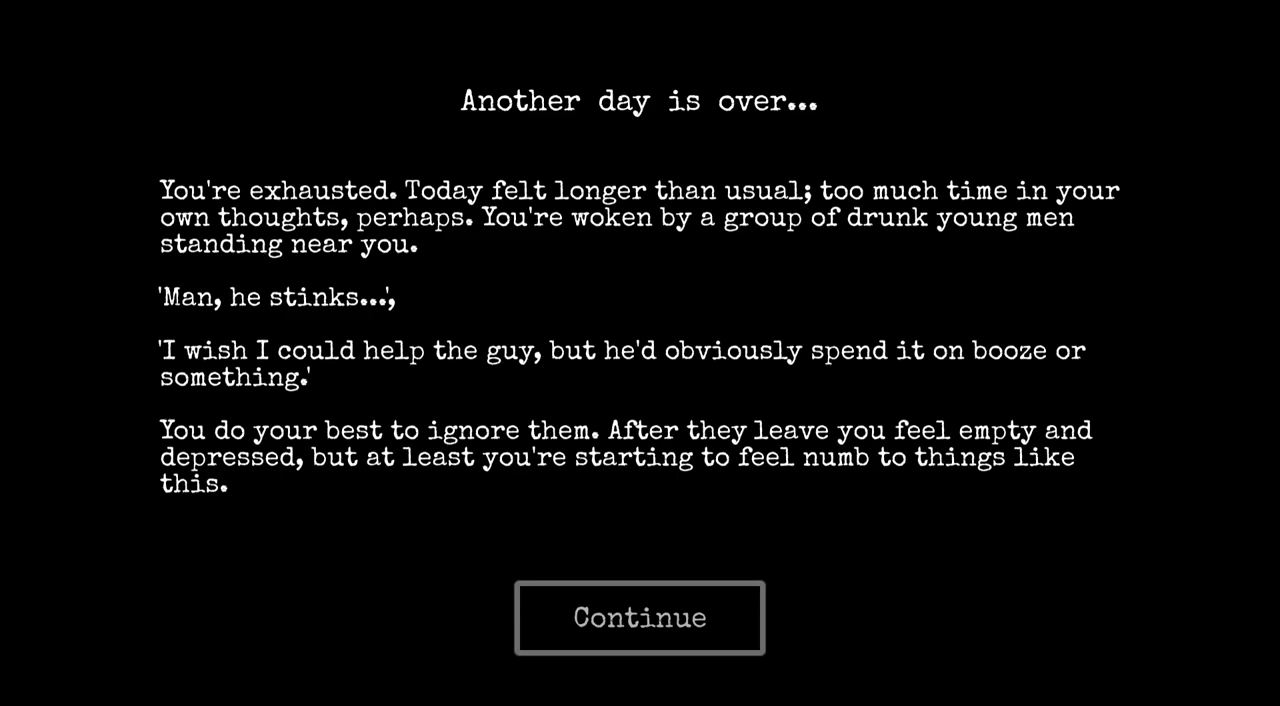 Another day is over...
You're exhausted. Today felt longer than usual; too much time in your
own thoughts, perhaps. You're woken by a group of drunk young men
standing near you.
'Man, he stinks...',
'I wish I could help the guy, but he'd obviously spend it on booze or
something.'
You do your best to ignore them. After they leave you feel empty and
depressed, but at least you're starting to feel numb to things like
this.
Continue